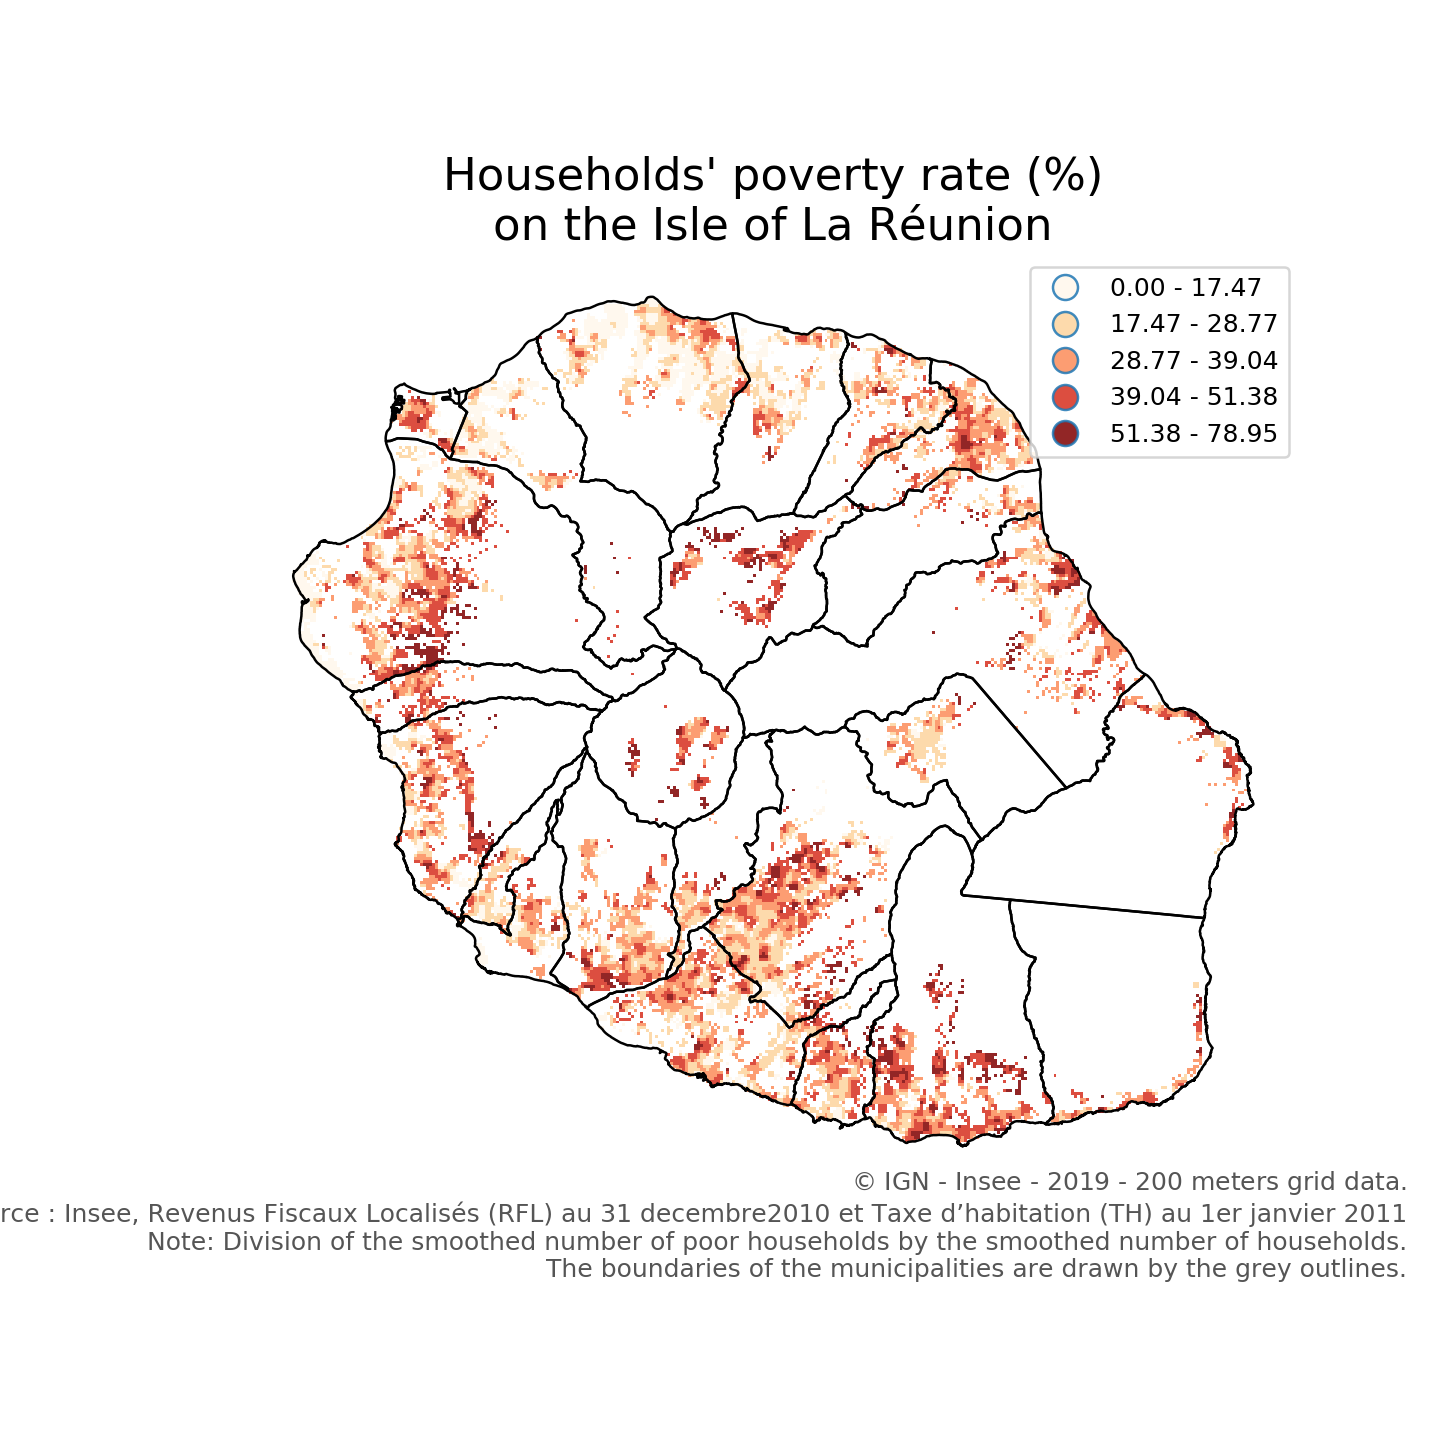 Households' poverty rate (%)
on the Isle of La Réunion
0.00 - 17.47
17.47 - 28.77
28.77 - 39.04
39.04 - 51.38
51.38 - 78.95
© IGN - Insee - 2019 - 200 meters grid data.
rce : Insee, Revenus Fiscaux Localisés (RFL) au 31 decembre2010 et Taxe d’habitation (TH) au 1er janvier 2011
Note: Division of the smoothed number of poor households by the smoothed number of households.
The boundaries of the municipalities are drawn by the grey outlines.